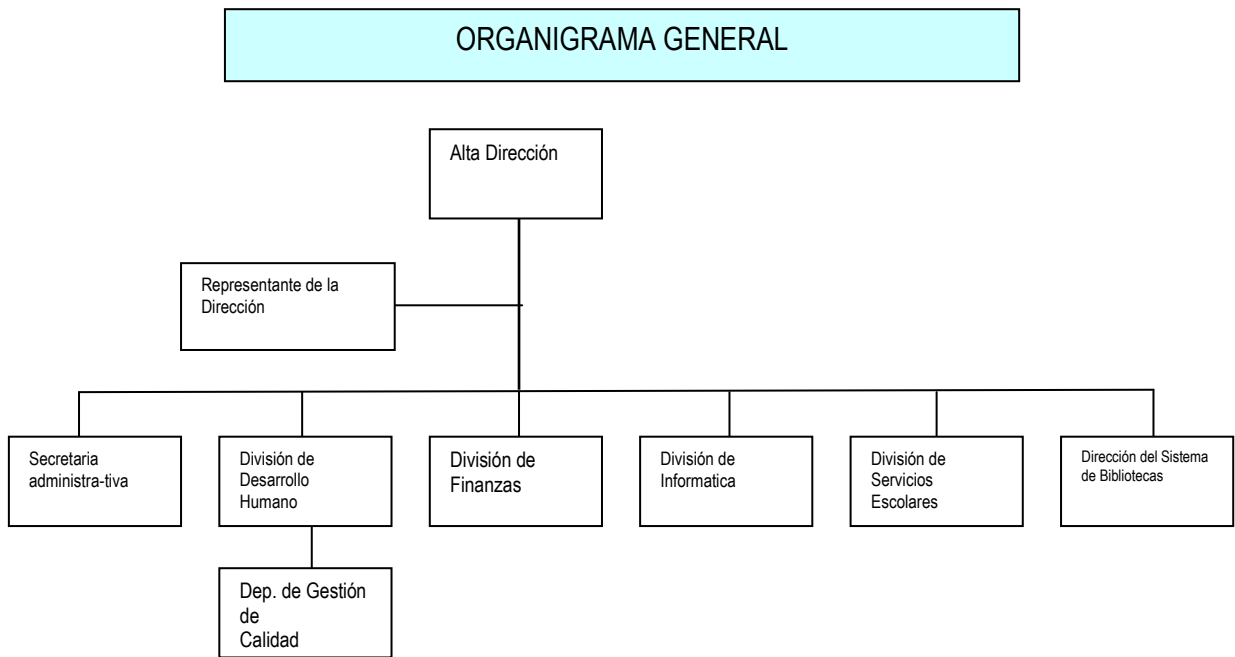 ORGANIGRAMA GENERAL
Alta Dirección
Representante de la
Dirección
Secretaria
administra-tiva
División de
Desarrollo
Humano
División de
Finanzas
División de
Informatica
División de
Servicios
Escolares
Dirección del Sistema
de Bibliotecas
Dep. de Gestión
de
Calidad